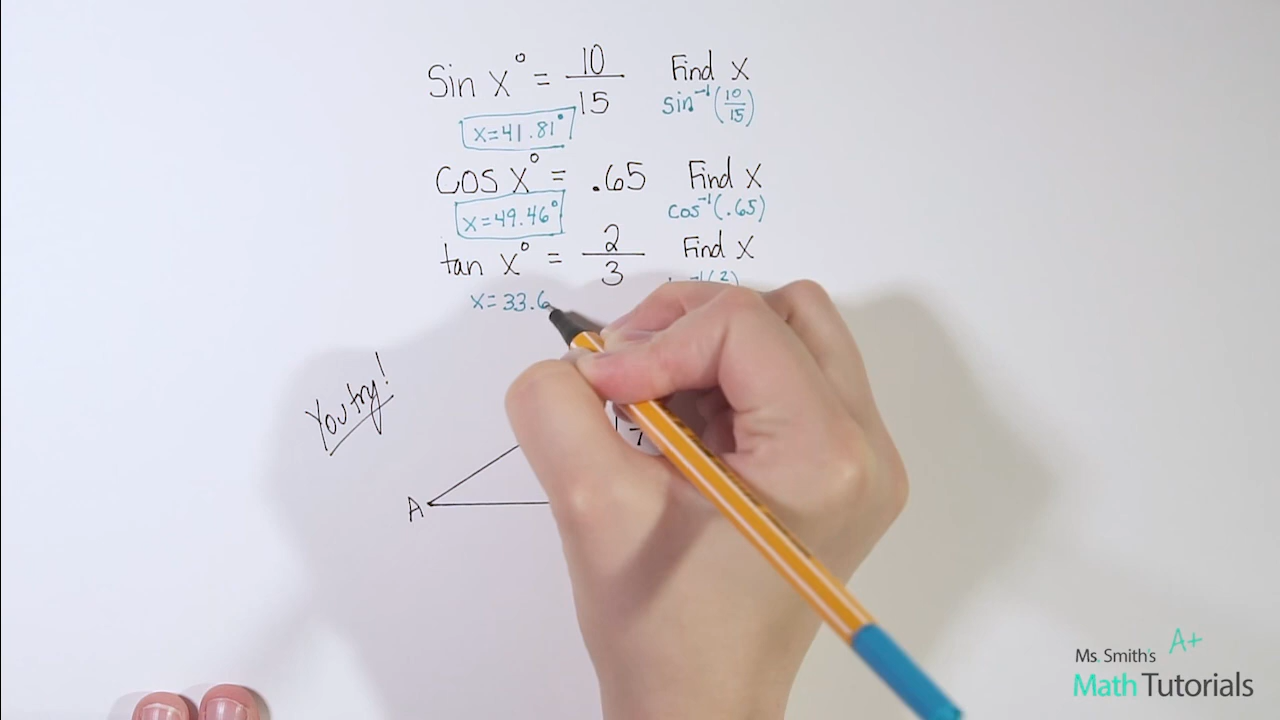 Sin x° = 10/15 Find x
sin⁻¹(10/15)
x=41.81°
cos x° = .65 Find x
cos⁻¹(.65)
x=49.46°
tan x° = 2/3 Find x
x=33.6
You try!
A
Ms. Smith's A+
Math Tutorials